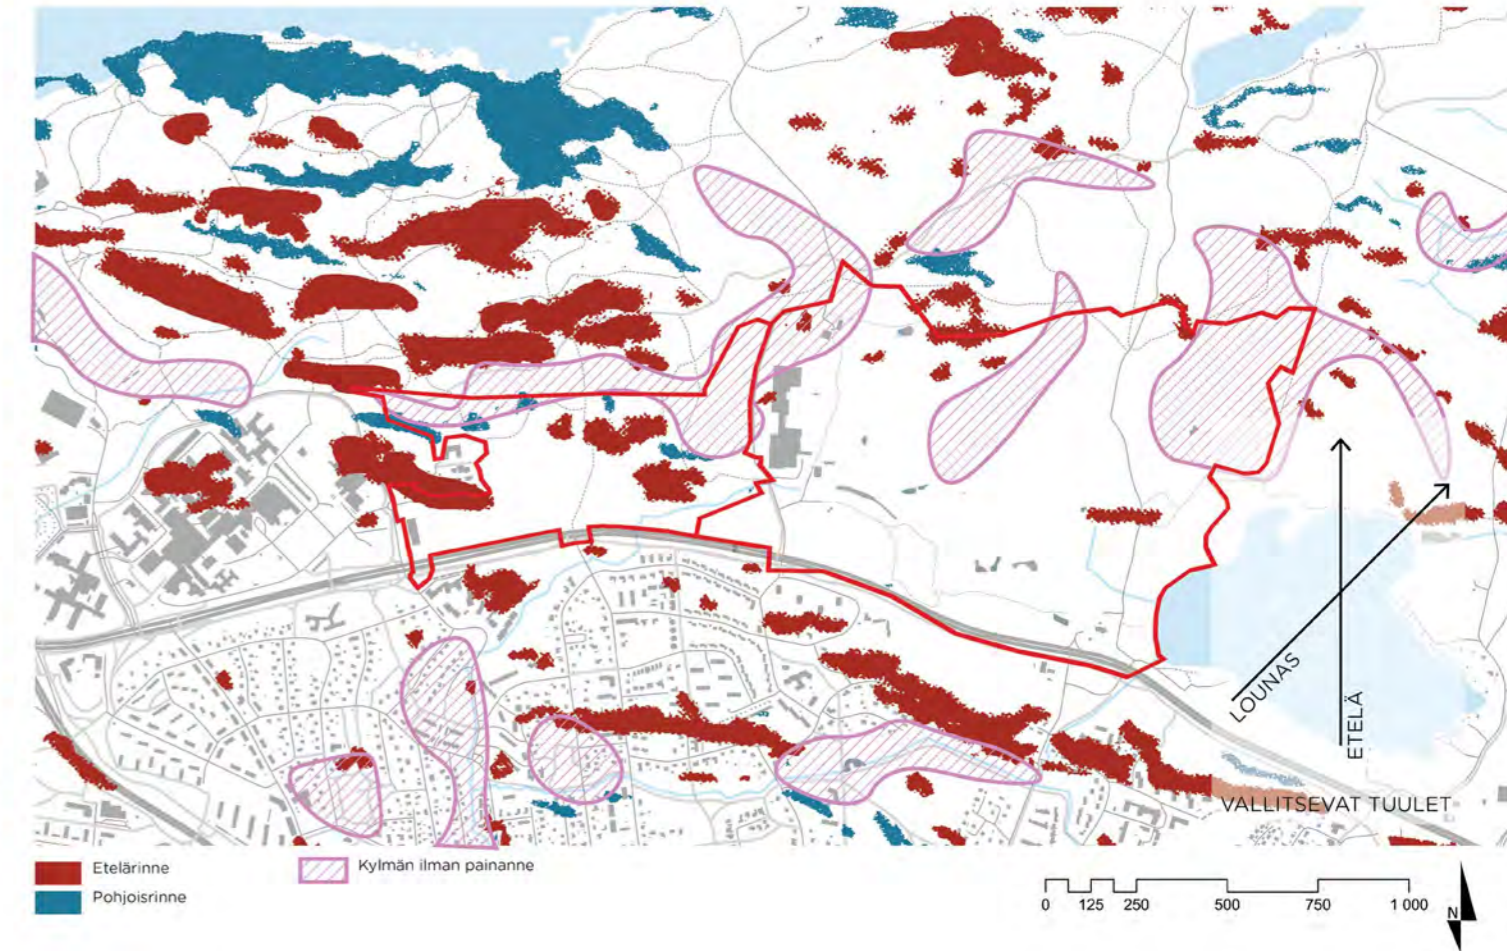 LOUNAS
ETELÄ
VALLITSEVAT TUULET
Etelärinne
Kylmän ilman painanne
Pohjoisrinne
0 125 250 500 750 1 000
N